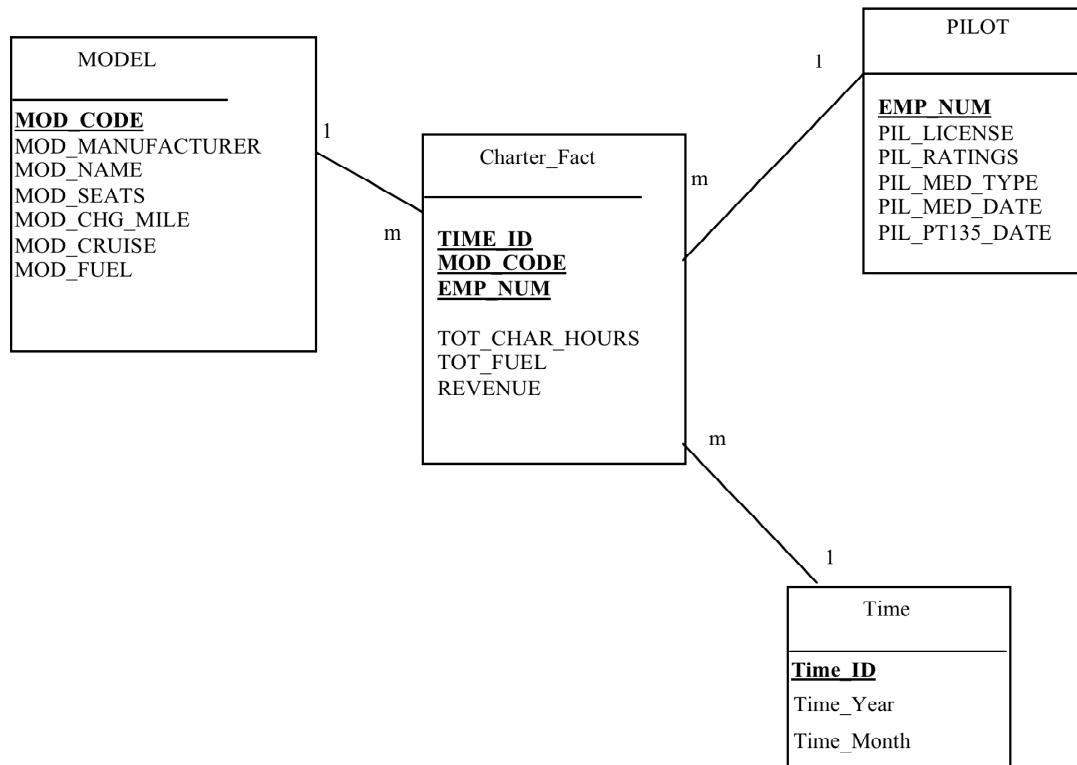 MODEL
MOD_CODE
MOD_MANUFACTURER
MOD_NAME
MOD_SEATS
MOD_CHG_MILE
MOD_CRUISE
MOD_FUEL
1
m
Charter_Fact
TIME_ID
MOD_CODE
EMP_NUM
TOT_CHAR_HOURS
TOT_FUEL
REVENUE
1
m
PILOT
EMP_NUM
PIL_LICENSE
PIL_RATINGS
PIL_MED_TYPE
PIL_MED_DATE
PIL_PT135_DATE
m
1
Time
Time_ID
Time_Year
Time_Month